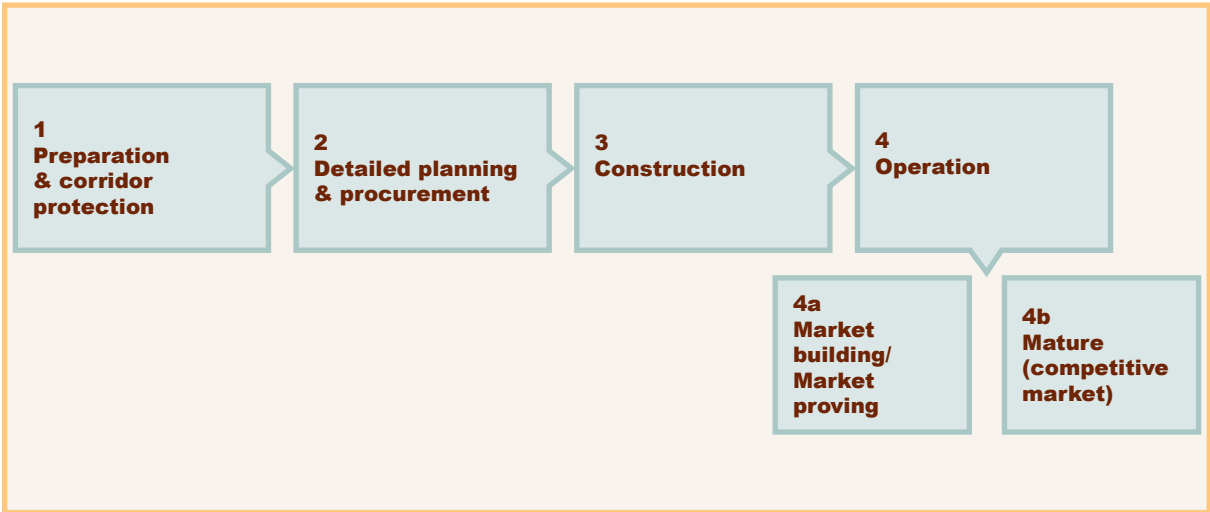 1
Preparation
& corridor
protection
2
Detailed planning
& procurement
3
Construction
4
Operation
4a
Market
building/
Market
proving
4b
Mature
(competitive
market)